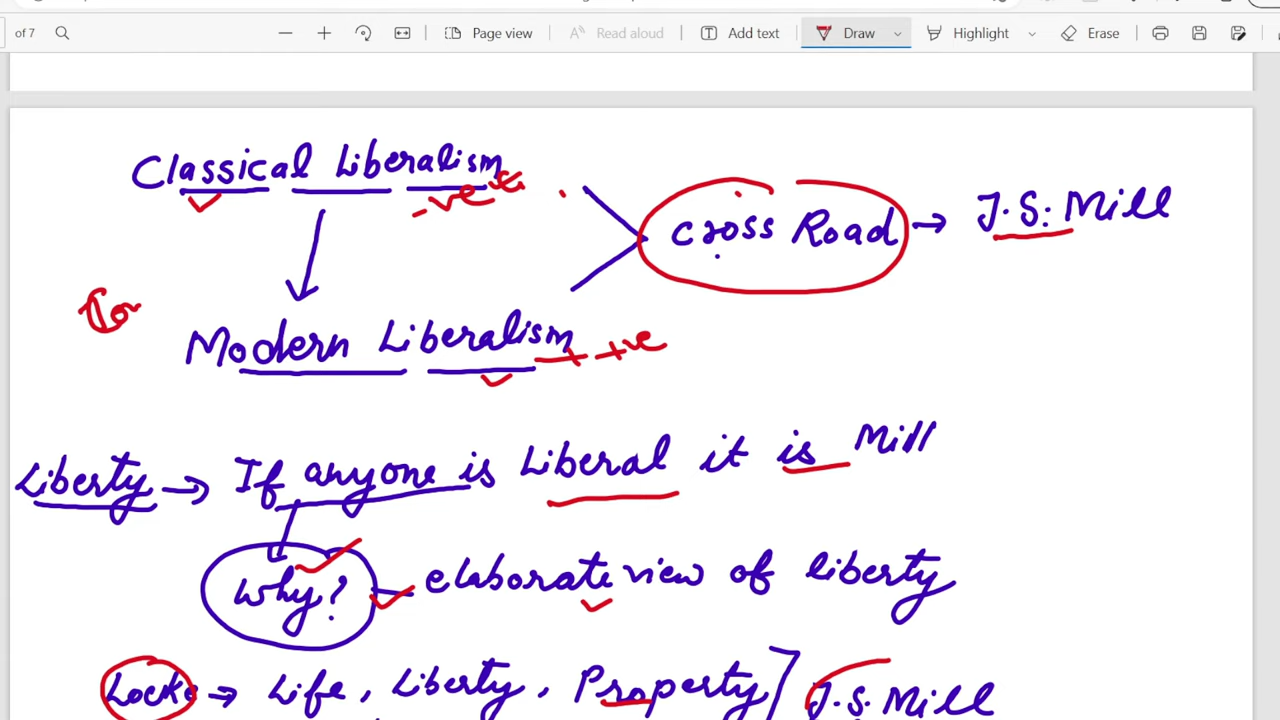 of 7 Page view Read aloud Add text Draw Highlight Erase
Classical Liberalism
-ve
Cross Road → J.S. Mill
Modern Liberalism + +ve
Liberty → If anyone is Liberal it is Mill
Why? elaborate view of liberty
Locke → Life, Liberty, Property] J.S. Mill